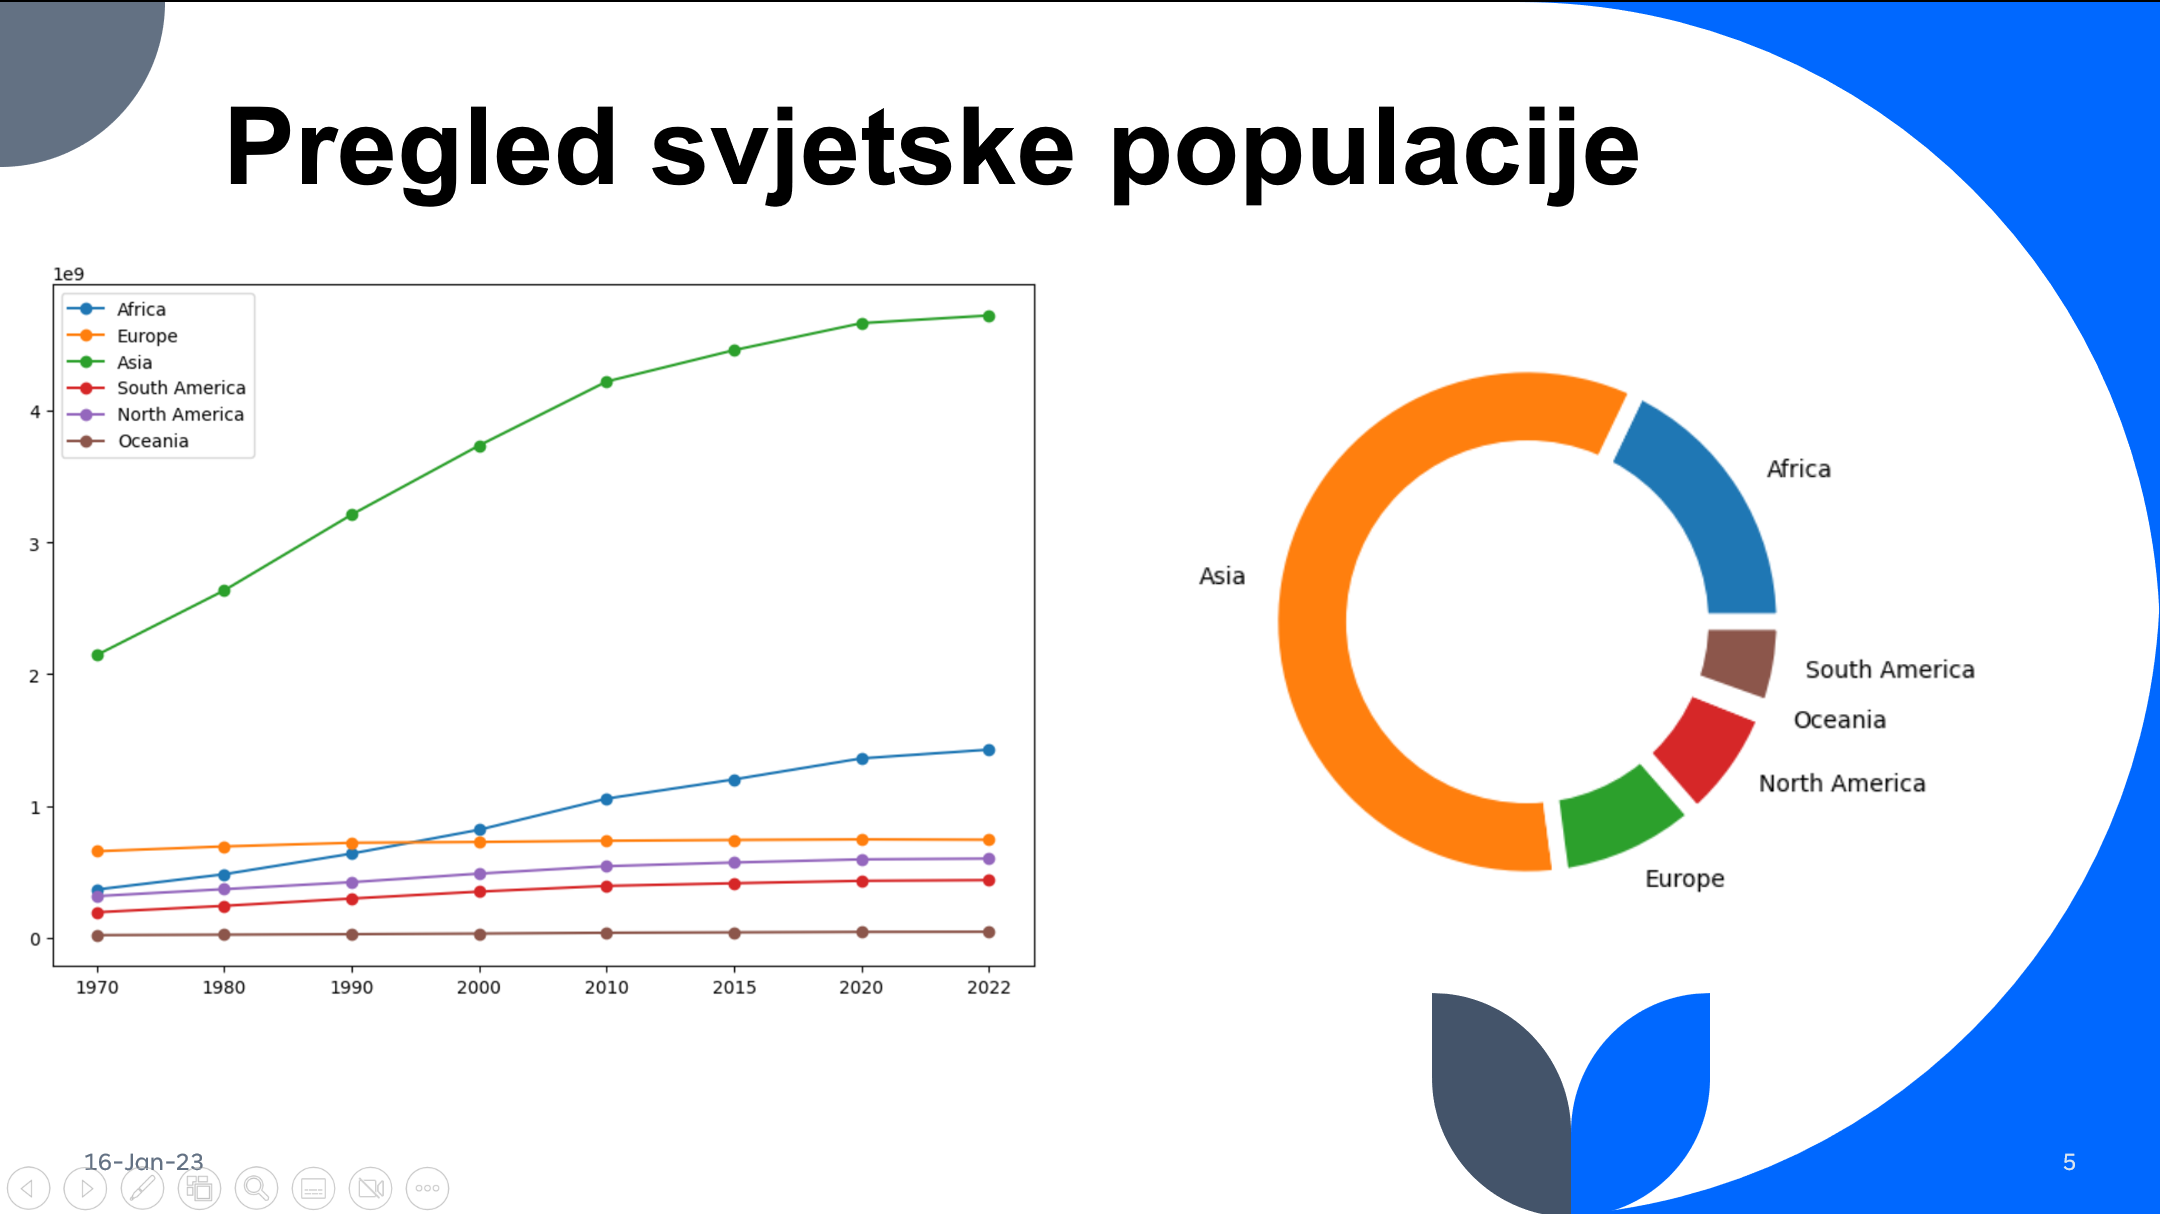 Pregled svjetske populacije
1e9
Africa
Europe
Asia
South America
North America
Oceania
4
3
2
1
0
1970 1980 1990 2000 2010 2015 2020 2022
Africa
Asia
South America
Oceania
North America
Europe
16-Jan-23
5